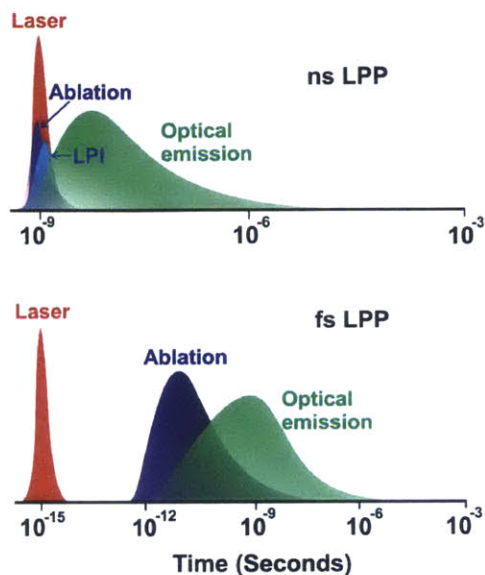 Laser
ns LPP
Ablation
Optical
emission
LPI
10⁻⁹
10⁻⁶
10⁻³
Laser
fs LPP
Ablation
Optical
emission
10⁻¹⁵
10⁻¹²
10⁻⁹
10⁻⁶
10⁻³
Time (Seconds)